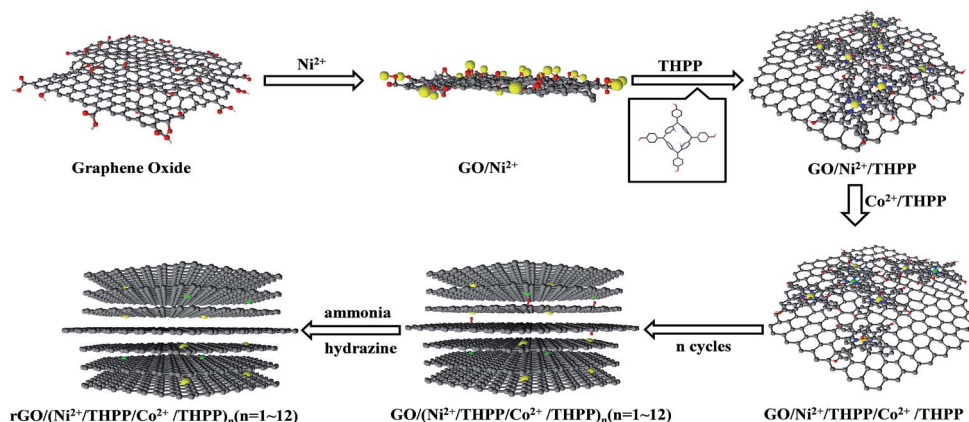 Ni²⁺
THPP
Graphene Oxide
GO/Ni²⁺
GO/Ni²⁺/THPP
Co²⁺/THPP
ammonia
hydrazine
n cycles
rGO/(Ni²⁺/THPP/Co²⁺ /THPP)ₙ(n=1~12)
GO/(Ni²⁺/THPP/Co²⁺ /THPP)ₙ(n=1~12)
GO/Ni²⁺/THPP/Co²⁺ /THPP